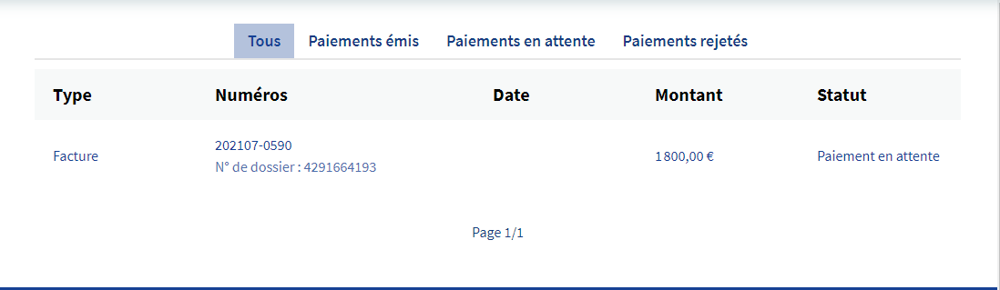 Tous Paiements émis Paiements en attente Paiements rejetés
Type Numéros Date Montant Statut
202107-0590
Facture 1 800,00 € Paiement en attente
N° de dossier : 4291664193
Page 1/1